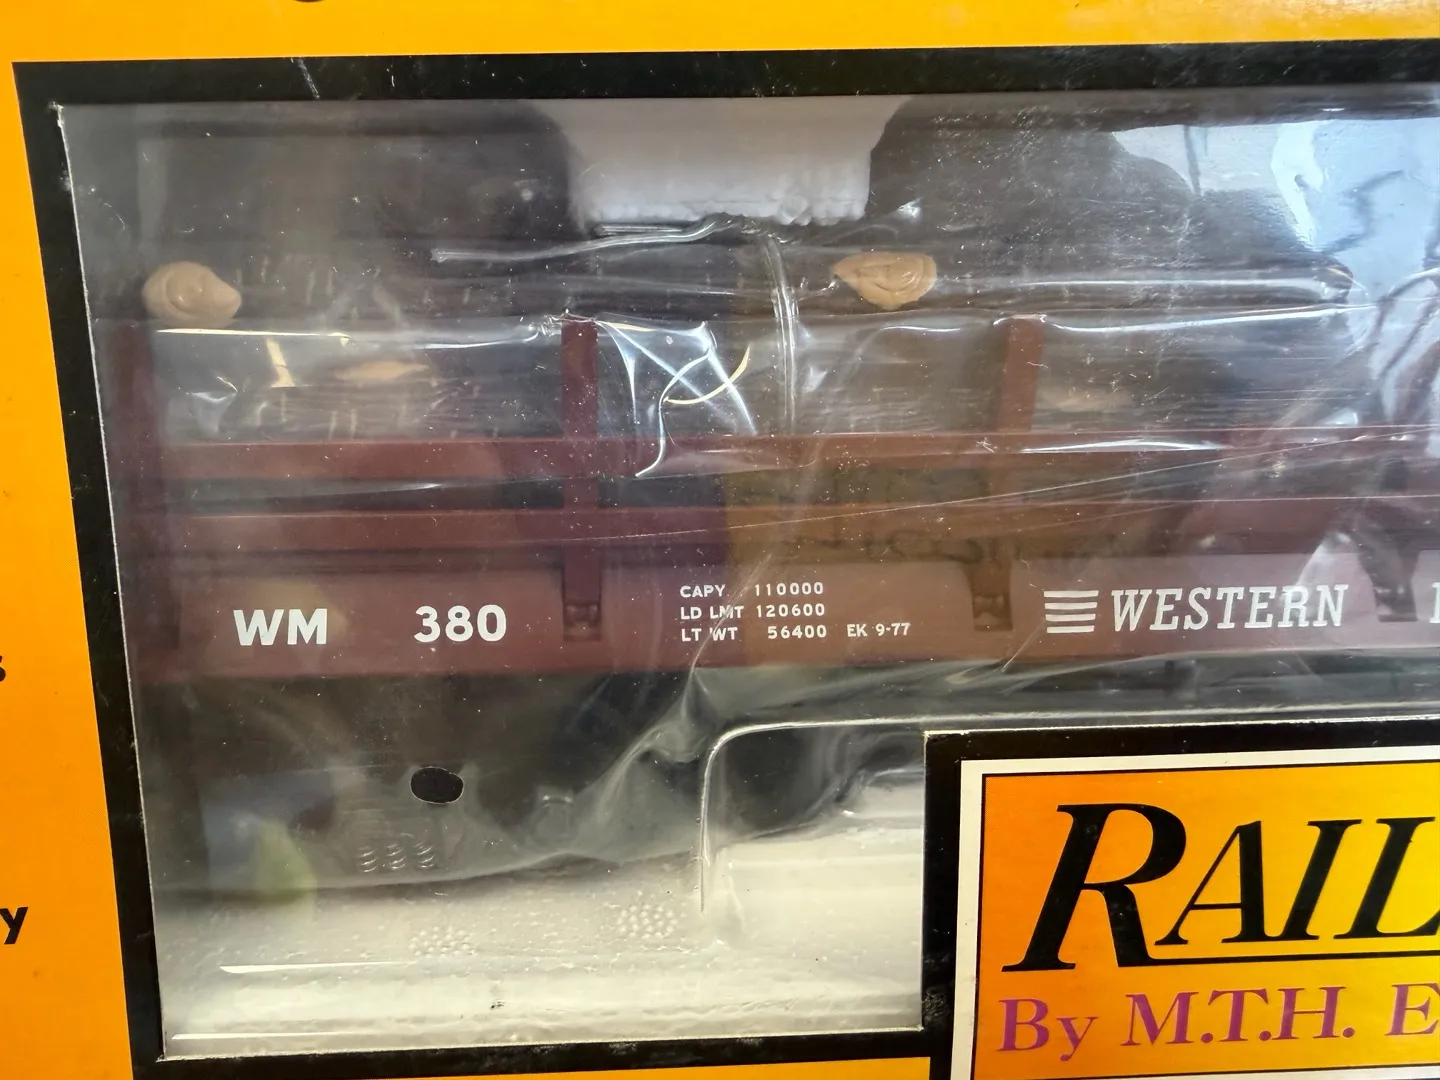 WM 380
CAPY 110000
LD LMT 120600
LT WT 56400 EK 9-77
WESTERN
RAIL
By M.T.H. E
s
y